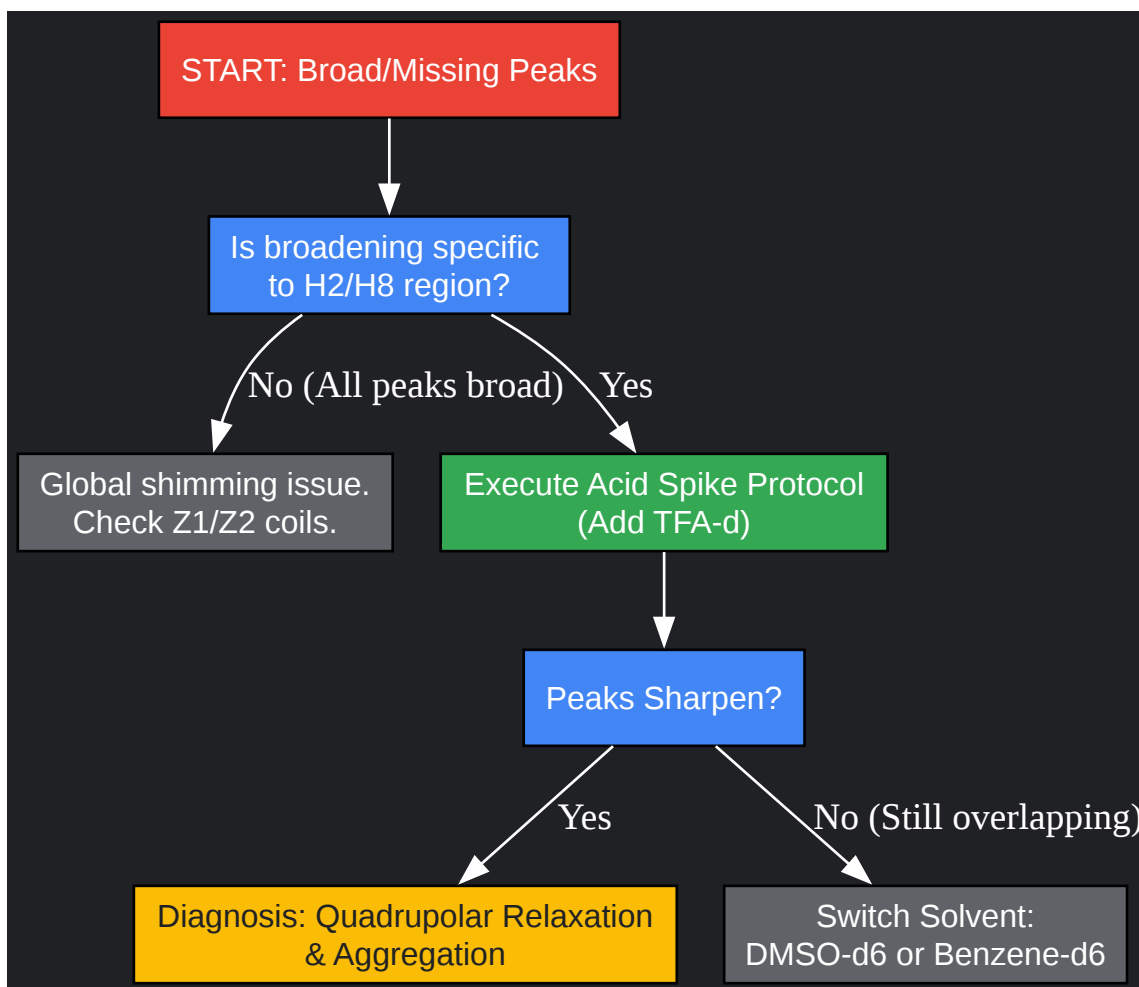 START: Broad/Missing Peaks
Is broadening specific
to H2/H8 region?
No (All peaks broad)
Yes
Global shimming issue.
Check Z1/Z2 coils.
Execute Acid Spike Protocol
(Add TFA-d)
Peaks Sharpen?
Yes
No (Still overlapping)
Diagnosis: Quadrupolar Relaxation
& Aggregation
Switch Solvent:
DMSO-d6 or Benzene-d6